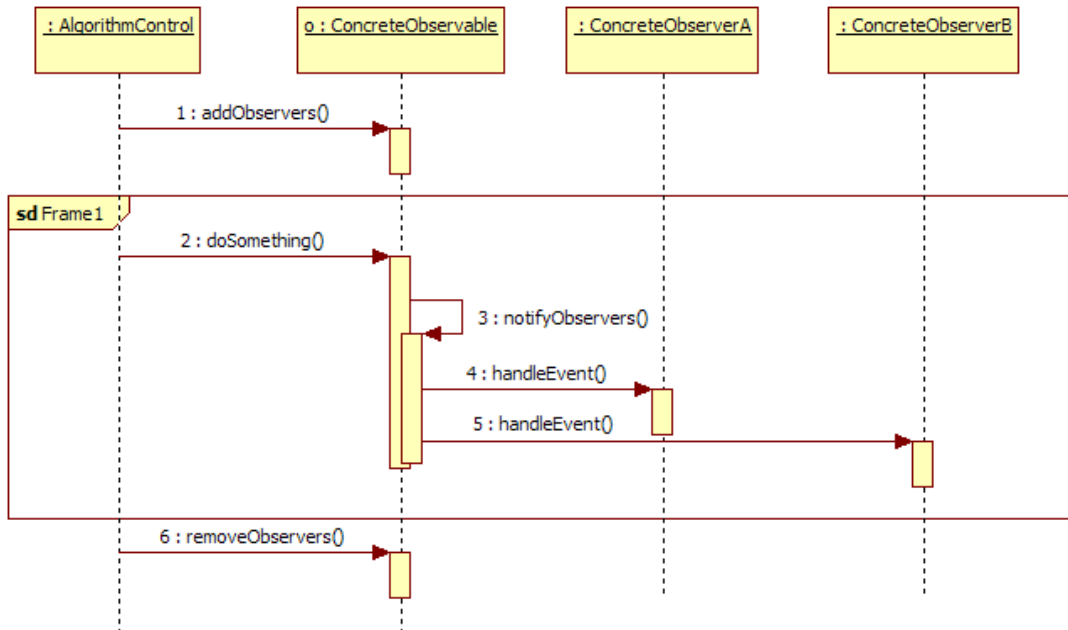 : AlgorithmControl
o : ConcreteObservable
: ConcreteObserverA
: ConcreteObserverB
1 : addObservers()
sd Frame1
2 : doSomething()
3 : notifyObservers()
4 : handleEvent()
5 : handleEvent()
6 : removeObservers()